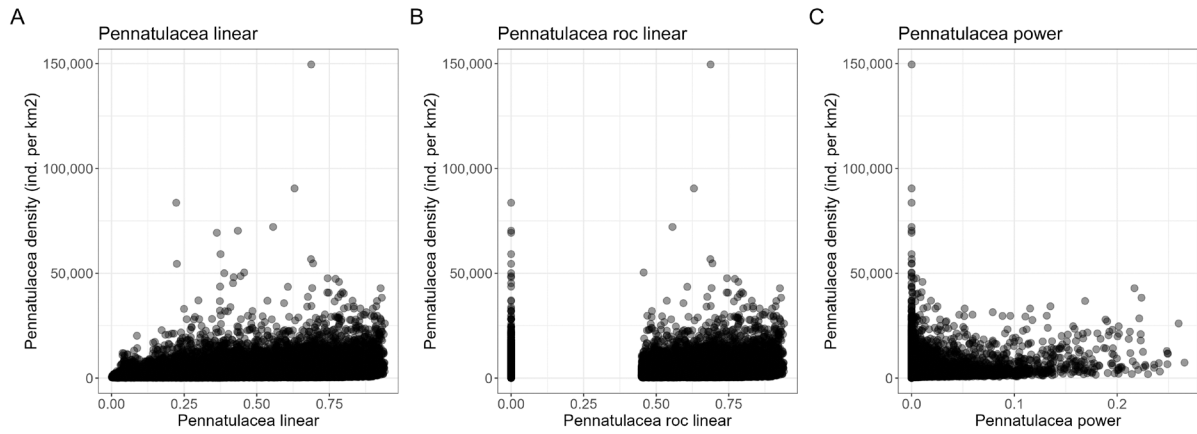 A
Pennatulacea linear
Pennatulacea density (ind. per km2)
150,000
100,000
50,000
0
0.00 0.25 0.50 0.75
Pennatulacea linear
B
Pennatulacea roc linear
Pennatulacea density (ind. per km2)
150,000
100,000
50,000
0
0.00 0.25 0.50 0.75
Pennatulacea roc linear
C
Pennatulacea power
Pennatulacea density (ind. per km2)
150,000
100,000
50,000
0
0.0 0.1 0.2
Pennatulacea power